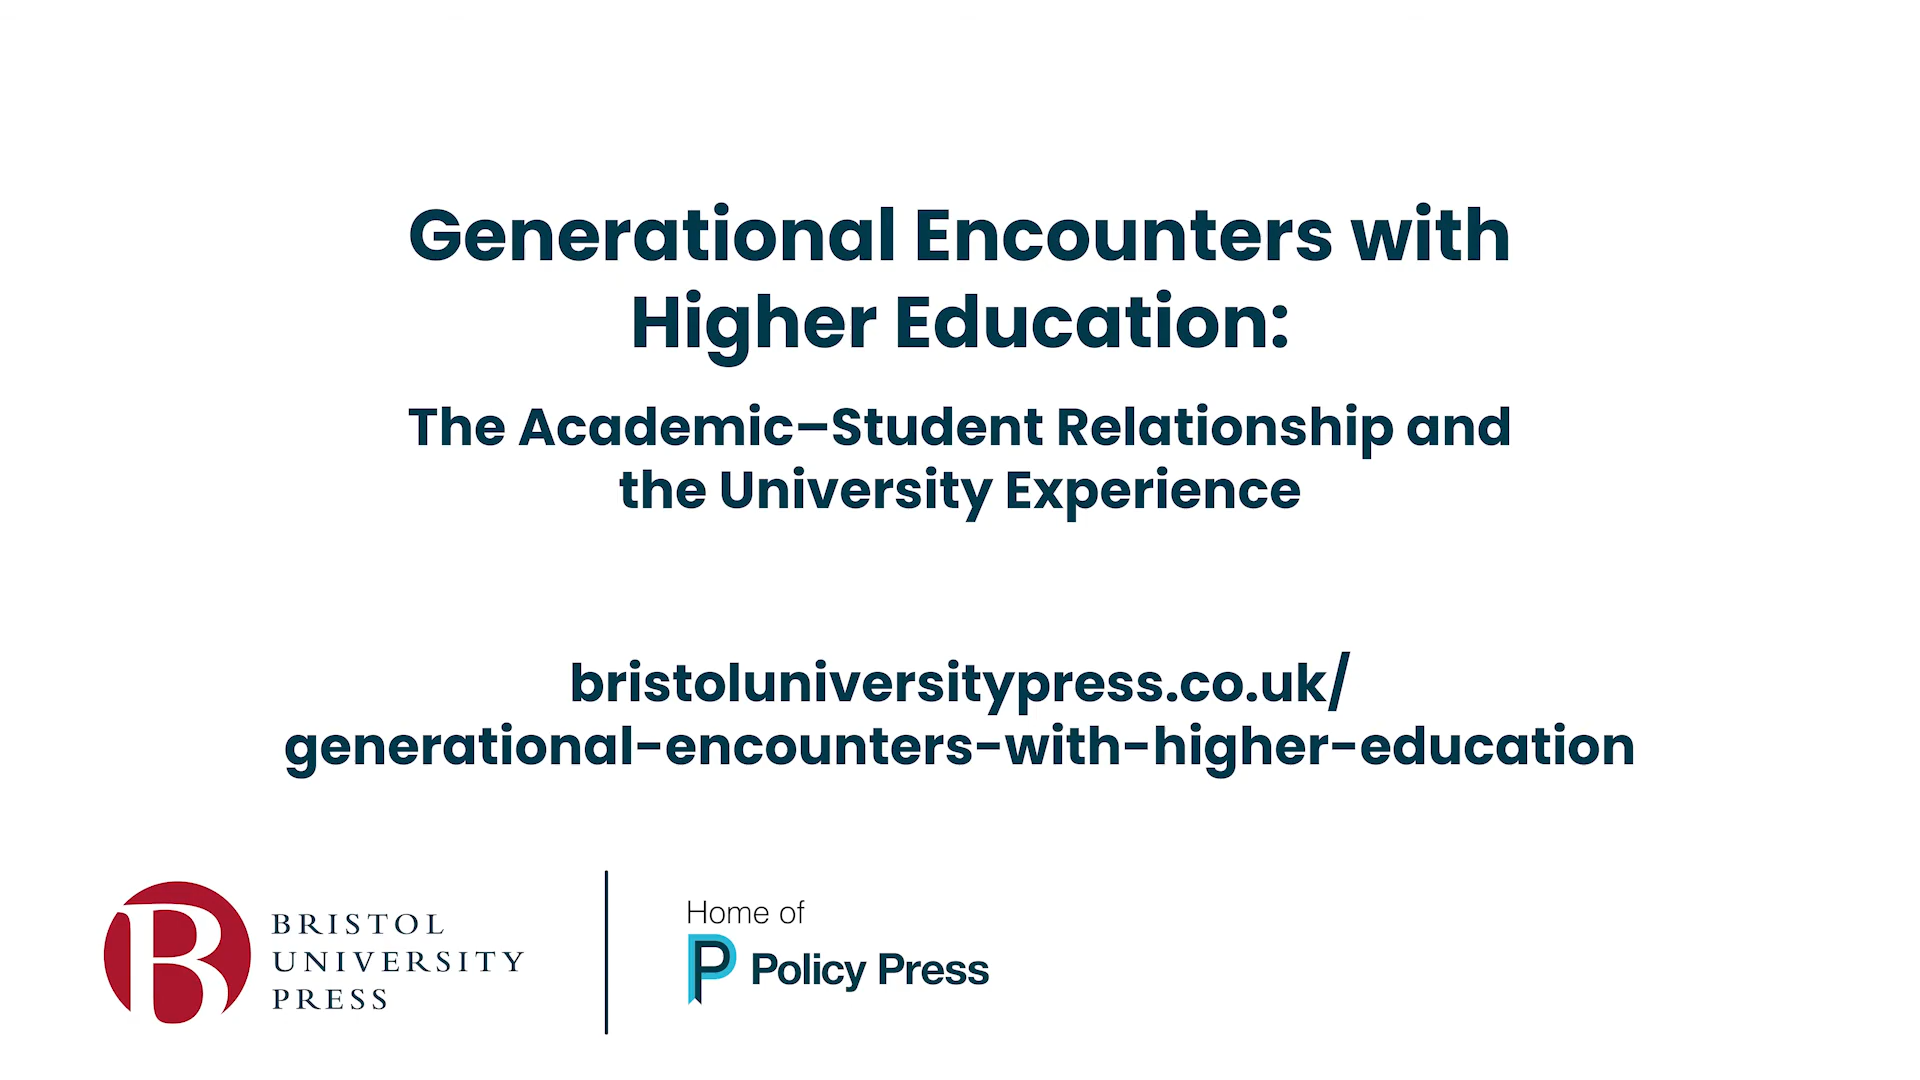 Generational Encounters with
Higher Education:
The Academic–Student Relationship and
the University Experience
bristoluniversitypress.co.uk/
generational-encounters-with-higher-education
B
BRISTOL
UNIVERSITY
PRESS
Home of
P Policy Press